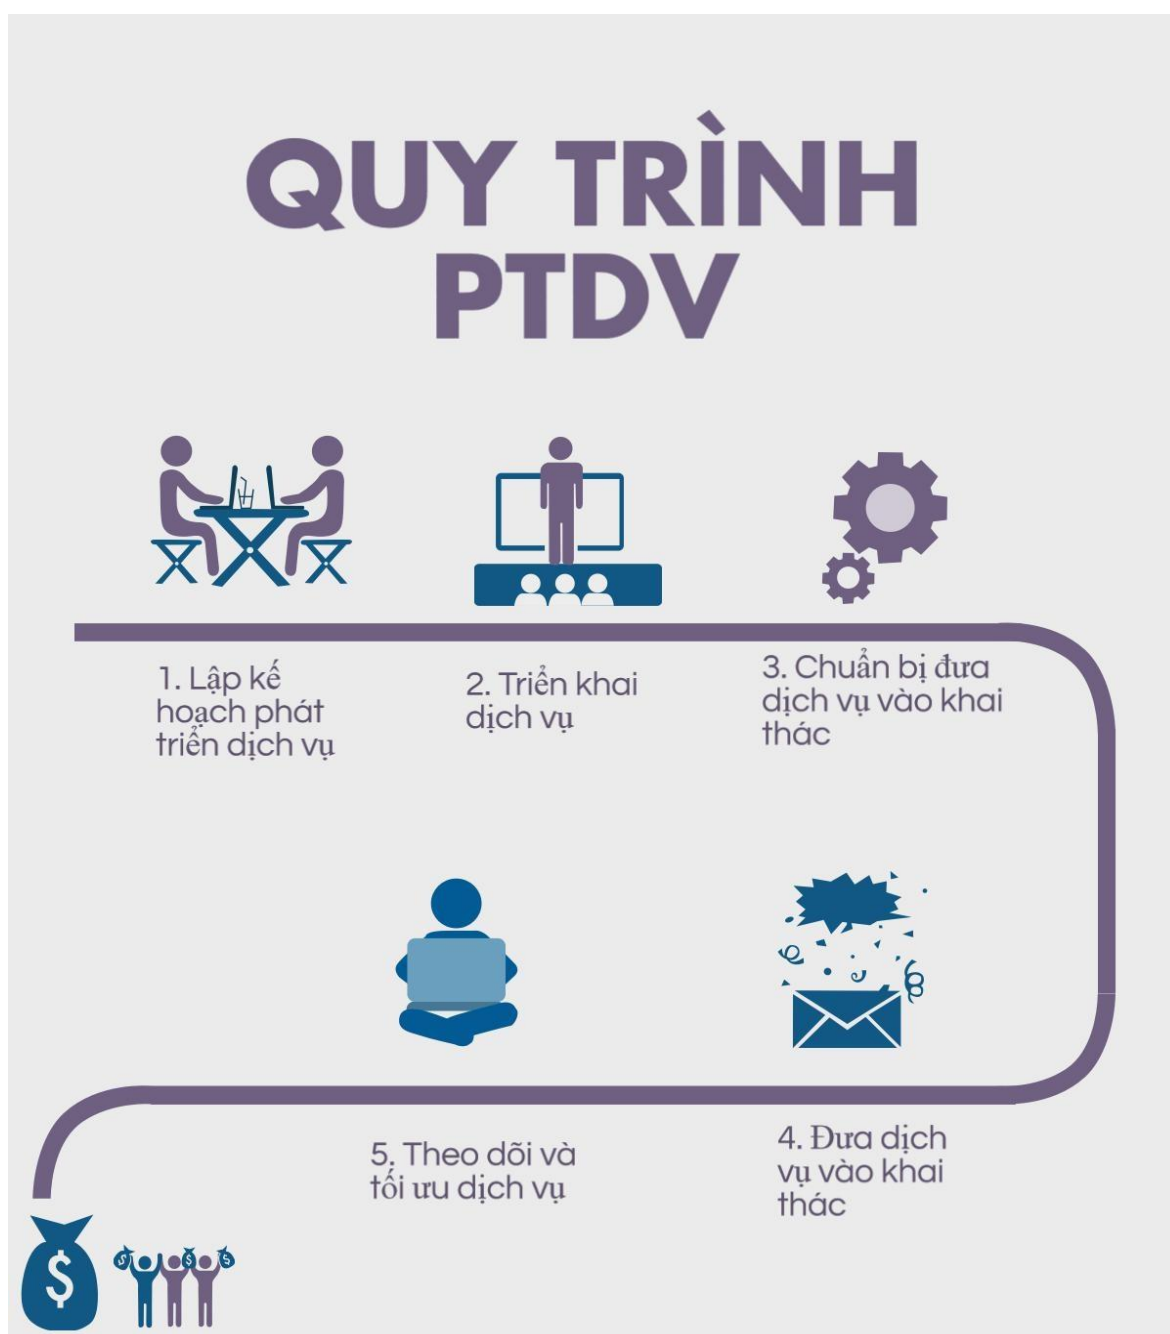 QUY TRÌNH
PTDV
1. Lập kế
hoạch phát
triển dịch vụ
2. Triển khai
dịch vụ
3. Chuẩn bị đưa
dịch vụ vào khai
thác
4. Đưa dịch
vụ vào khai
thác
5. Theo dõi và
tối ưu dịch vụ
$
$ $ $